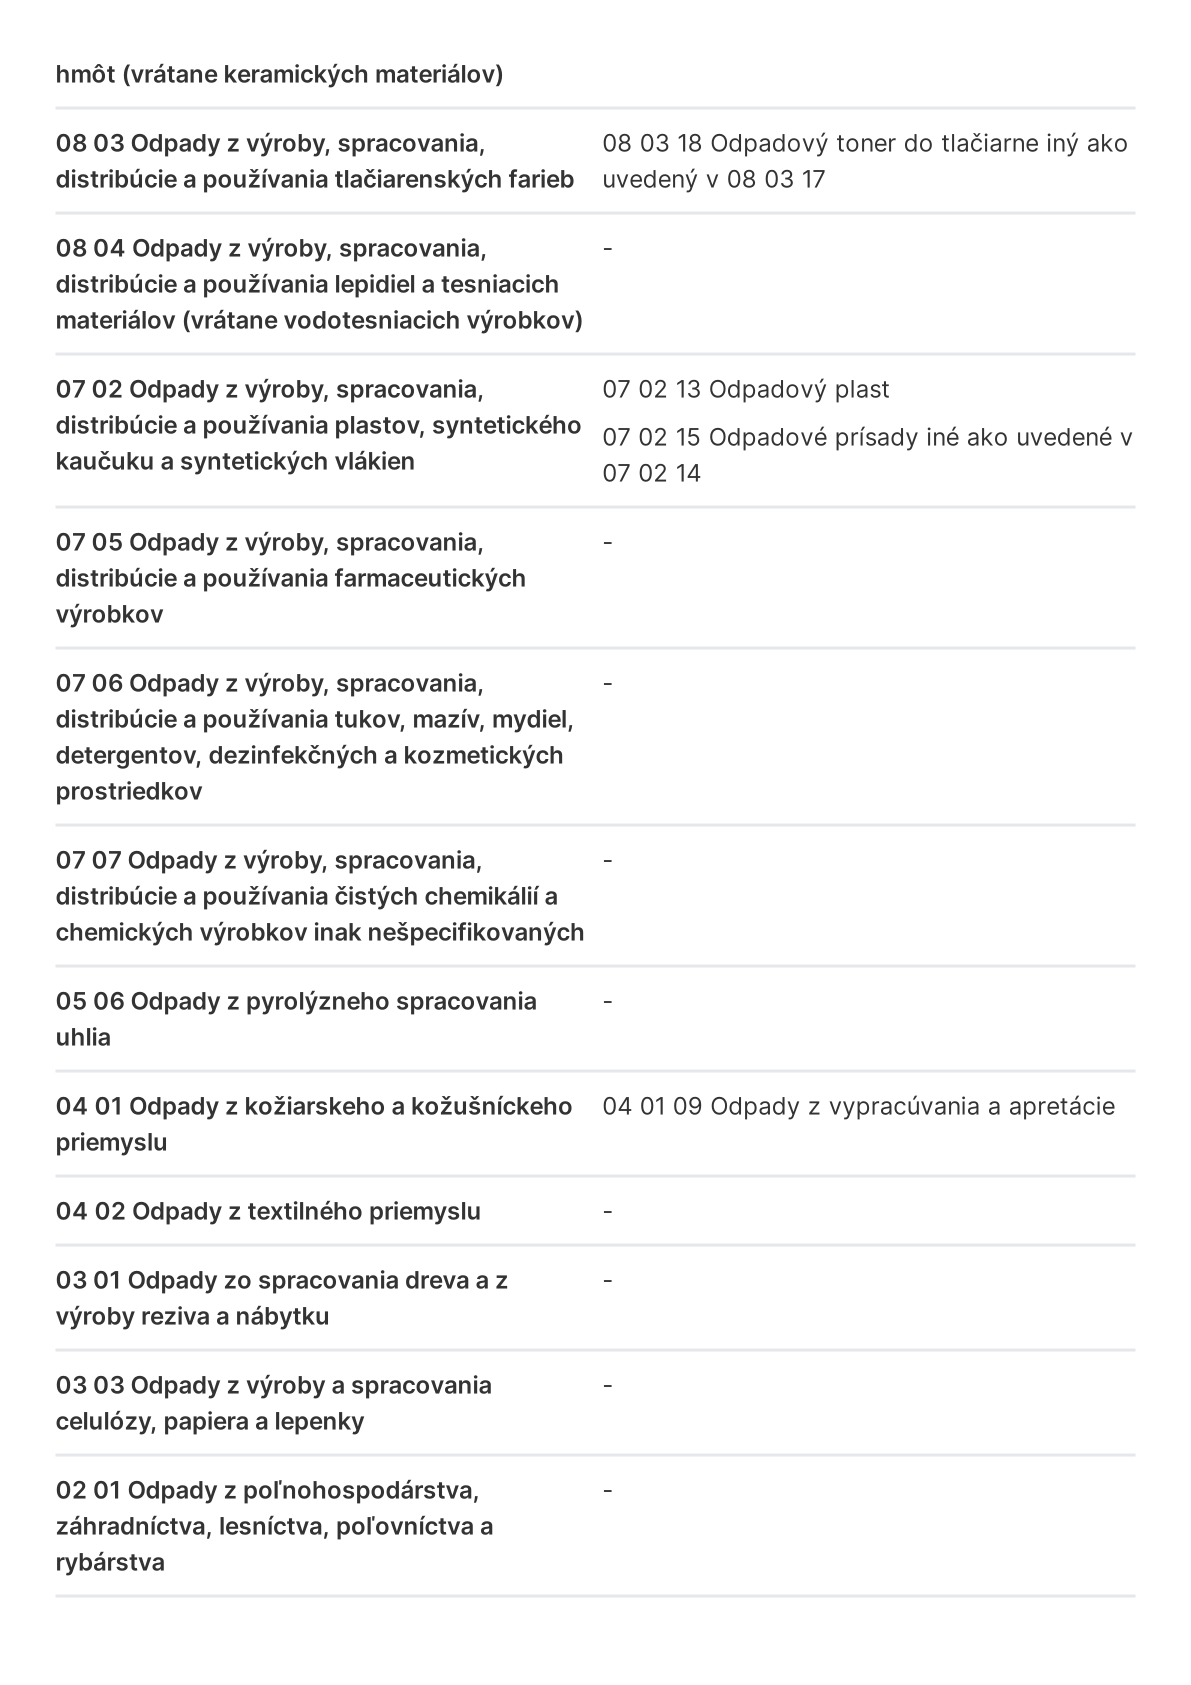 hmôt (vrátane keramických materiálov)
08 03 Odpady z výroby, spracovania,
distribúcie a používania tlačiarenských farieb
08 03 18 Odpadový toner do tlačiarne iný ako
uvedený v 08 03 17
08 04 Odpady z výroby, spracovania,
distribúcie a používania lepidiel a tesniacich
materiálov (vrátane vodotesniacich výrobkov)
-
07 02 Odpady z výroby, spracovania,
distribúcie a používania plastov, syntetického
kaučuku a syntetických vlákien
07 02 13 Odpadový plast
07 02 15 Odpadové prísady iné ako uvedené v
07 02 14
07 05 Odpady z výroby, spracovania,
distribúcie a používania farmaceutických
výrobkov
-
07 06 Odpady z výroby, spracovania,
distribúcie a používania tukov, mazív, mydiel,
detergentov, dezinfekčných a kozmetických
prostriedkov
-
07 07 Odpady z výroby, spracovania,
distribúcie a používania čistých chemikálií a
chemických výrobkov inak nešpecifikovaných
-
05 06 Odpady z pyrolýzneho spracovania
uhlia
-
04 01 Odpady z kožiarskeho a kožušníckeho
priemyslu
04 01 09 Odpady z vypracúvania a apretácie
04 02 Odpady z textilného priemyslu
-
03 01 Odpady zo spracovania dreva a z
výroby reziva a nábytku
-
03 03 Odpady z výroby a spracovania
celulózy, papiera a lepenky
-
02 01 Odpady z poľnohospodárstva,
záhradníctva, lesníctva, poľovníctva a
rybárstva
-